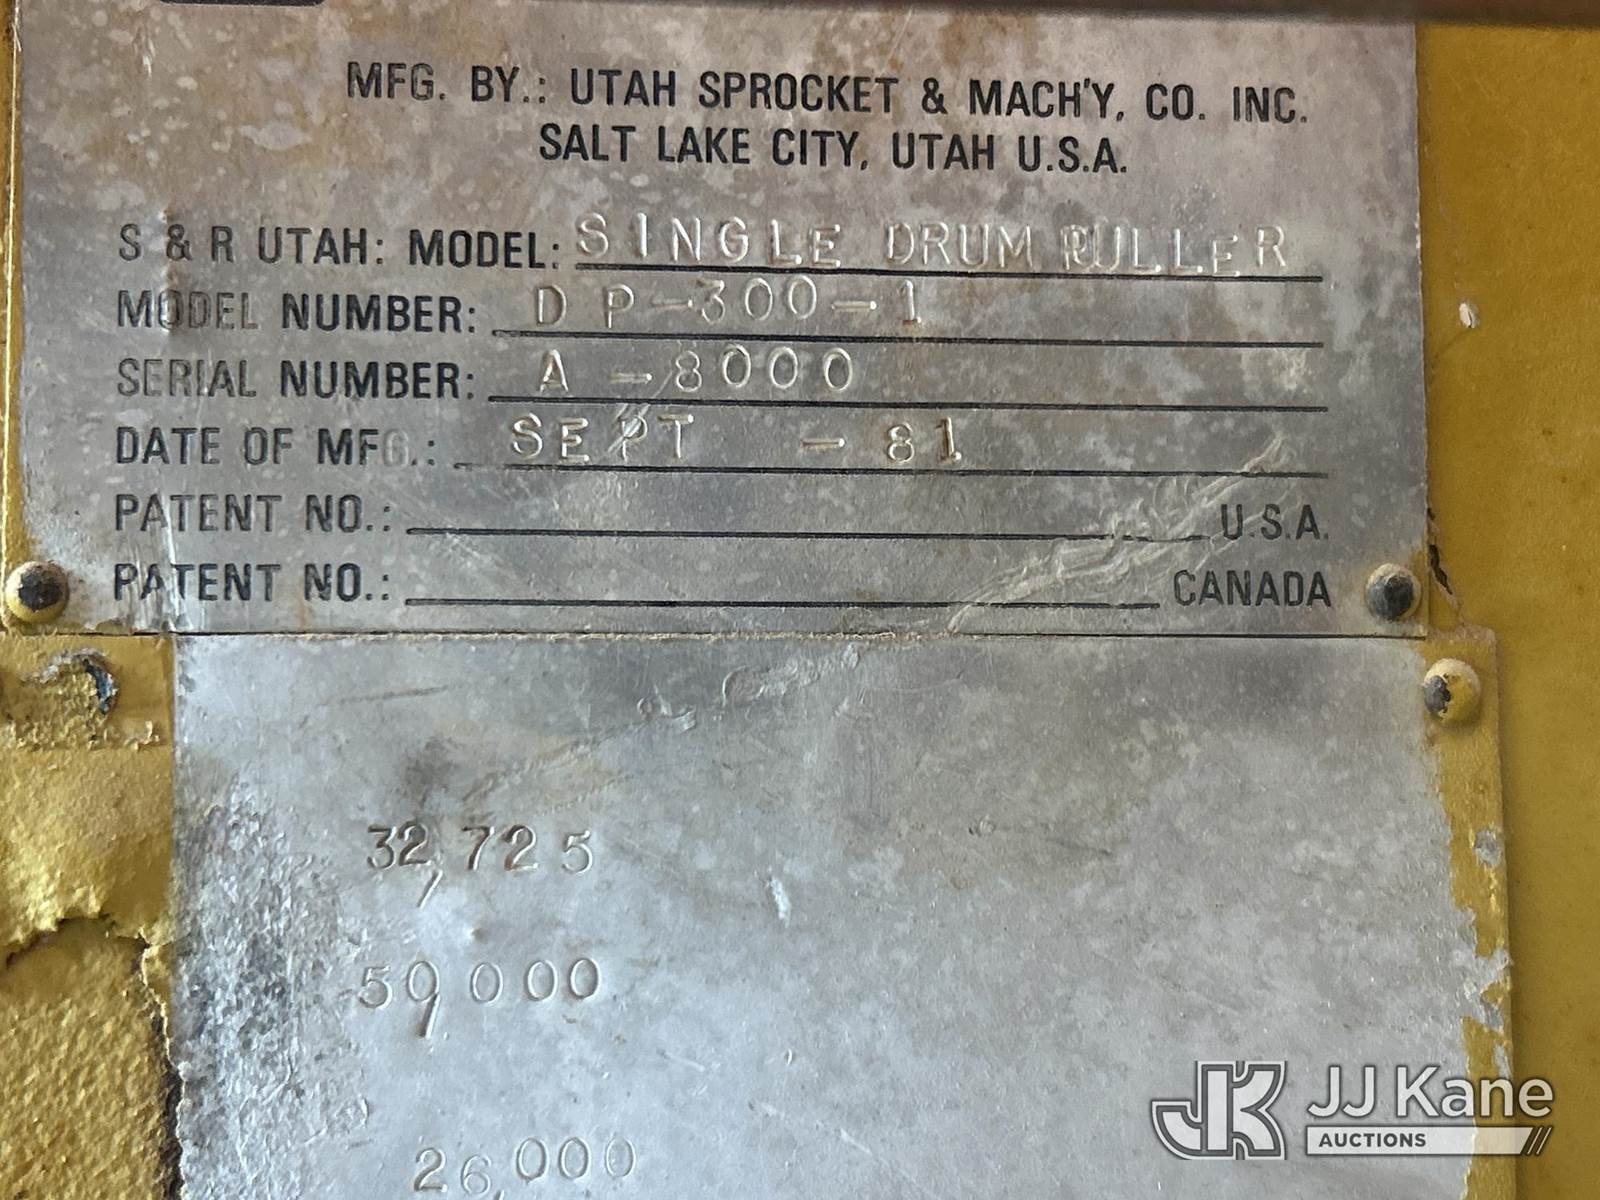 MFG. BY.: UTAH SPROCKET & MACH'Y, CO. INC.
SALT LAKE CITY, UTAH U.S.A.
S & R UTAH: MODEL: SINGLE DRUM PULLER
MODEL NUMBER: DP-300-1
SERIAL NUMBER: A-8000
DATE OF MFG.: SEPT - 81
PATENT NO.: U.S.A.
PATENT NO.: CANADA
32,725
50,000
26,000
JK JJ Kane
AUCTIONS